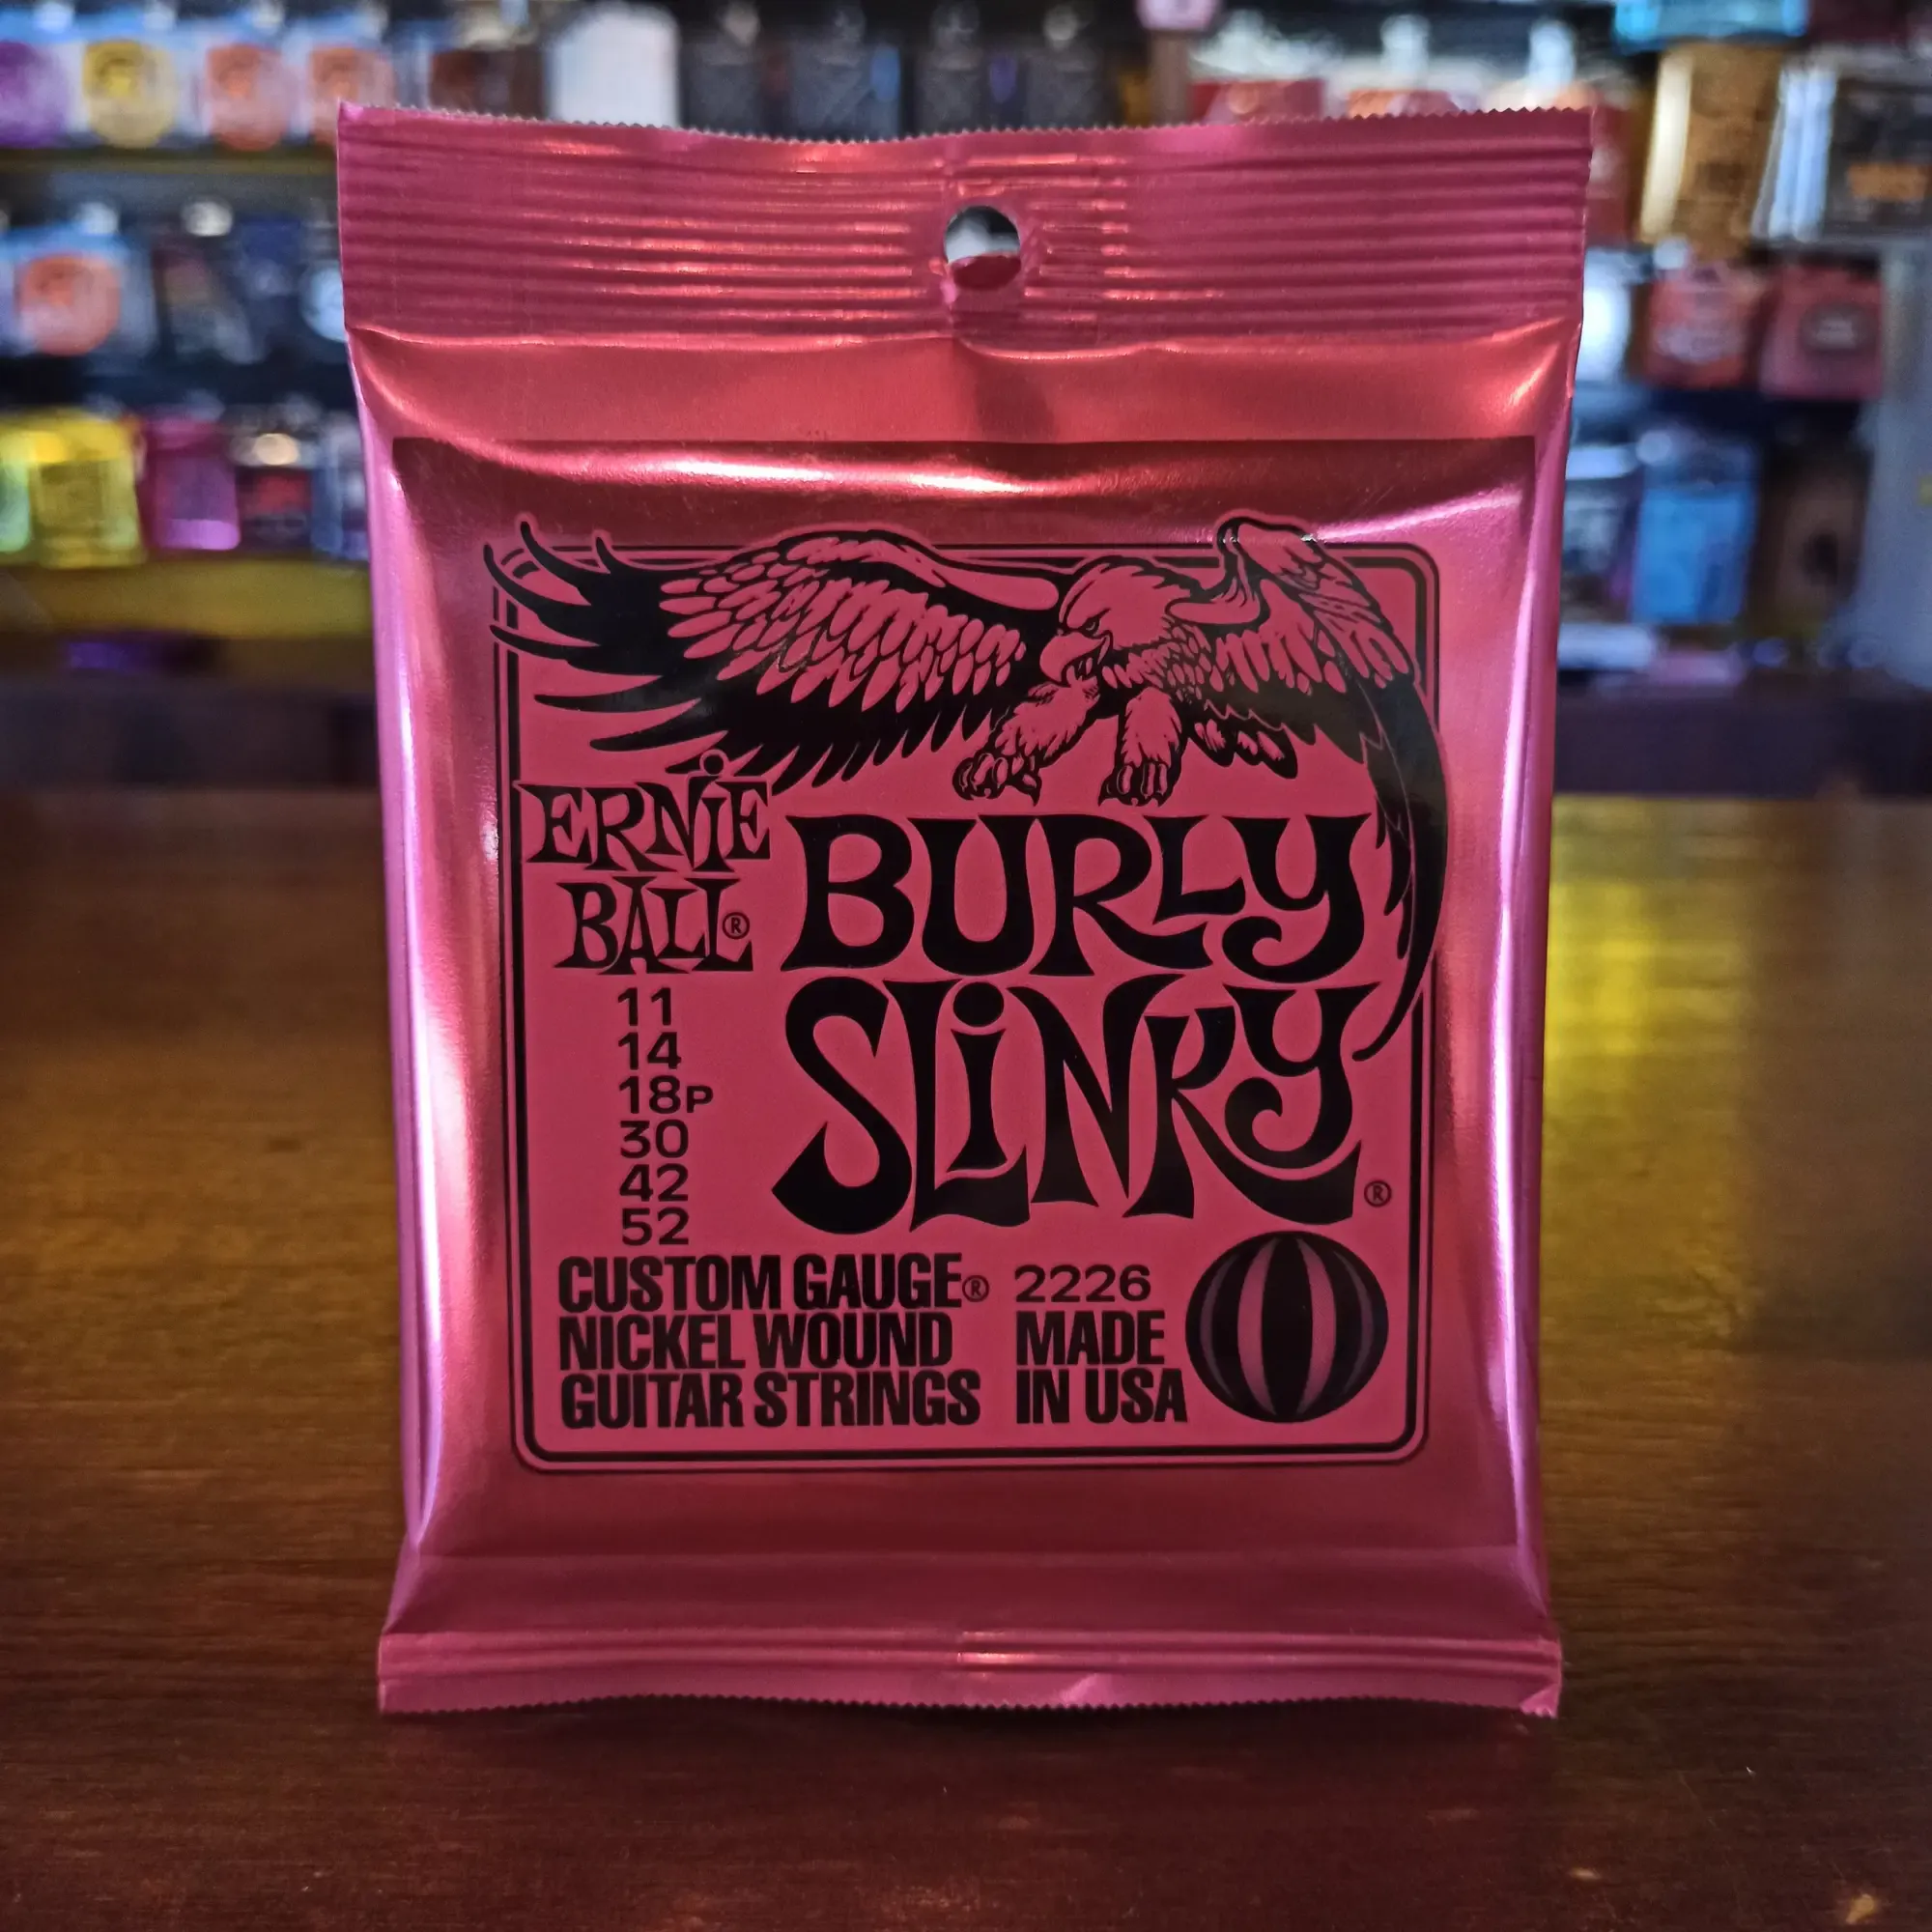 ERNiE
BALL®
BURLY
SLiNKY®
11
14
18P
30
42
52
CUSTOM GAUGE®
NICKEL WOUND
GUITAR STRINGS
2226
MADE
IN USA